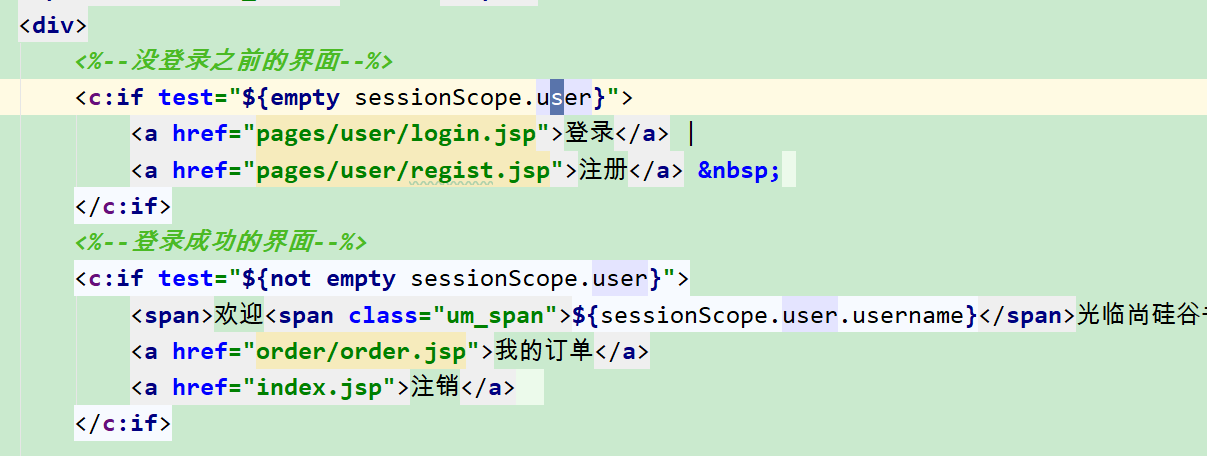 <div>
<%--没登录之前的界面--%>
<c:if test="${empty sessionScope.user}">
<a href="pages/user/login.jsp">登录</a> |
<a href="pages/user/regist.jsp">注册</a> &nbsp;
</c:if>
<%--登录成功的界面--%>
<c:if test="${not empty sessionScope.user}">
<span>欢迎<span class="um_span">${sessionScope.user.username}</span>光临尚硅谷
<a href="order/order.jsp">我的订单</a>
<a href="index.jsp">注销</a>
</c:if>